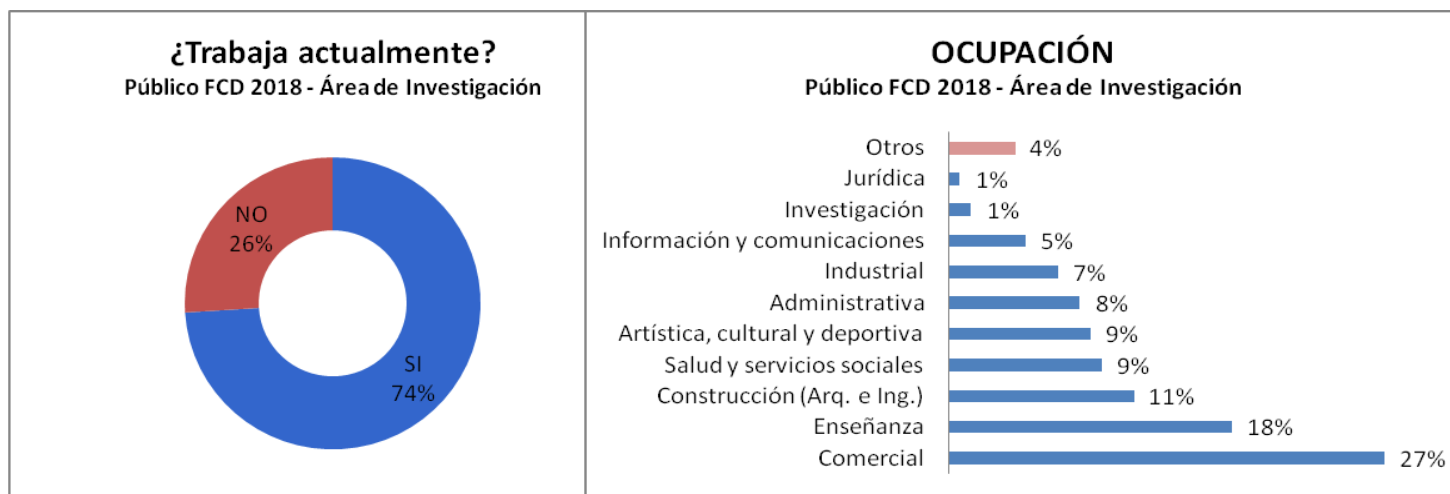 ¿Trabaja actualmente?
Público FCD 2018 - Área de Investigación
NO
26%
SI
74%
OCUPACIÓN
Público FCD 2018 - Área de Investigación
Otros 4%
Jurídica 1%
Investigación 1%
Información y comunicaciones 5%
Industrial 7%
Administrativa 8%
Artística, cultural y deportiva 9%
Salud y servicios sociales 9%
Construcción (Arq. e Ing.) 11%
Enseñanza 18%
Comercial 27%